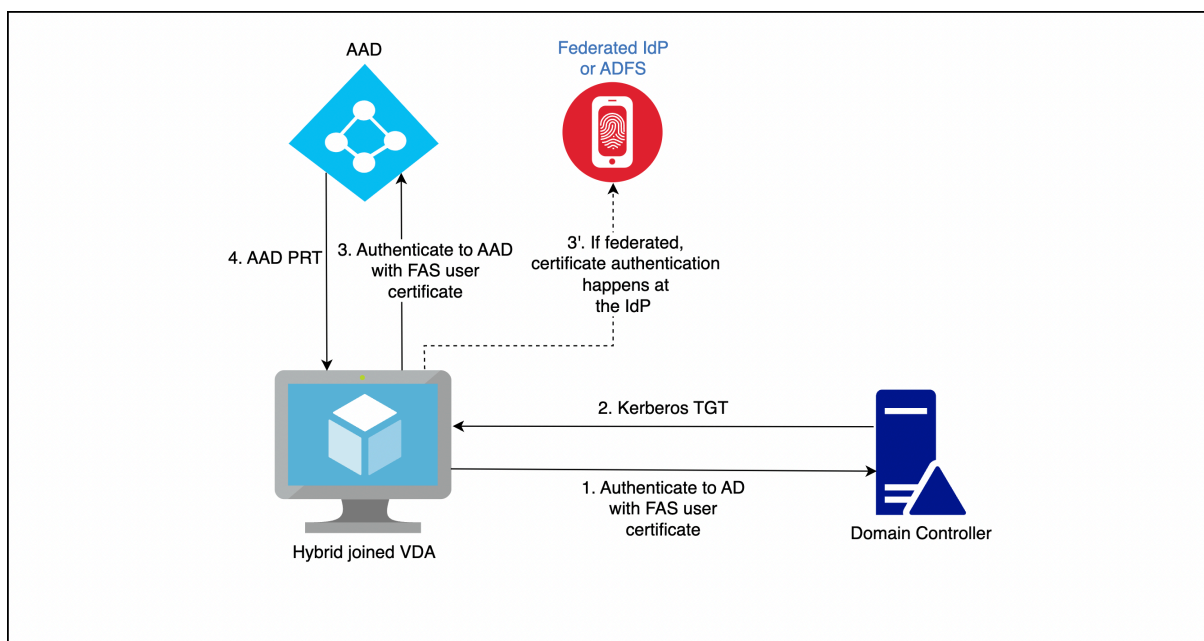 AAD
Federated IdP
or ADFS
4. AAD PRT
3. Authenticate to AAD
with FAS user
certificate
3'. If federated,
certificate authentication
happens at
the IdP
2. Kerberos TGT
1. Authenticate to AD
with FAS user
certificate
Hybrid joined VDA
Domain Controller